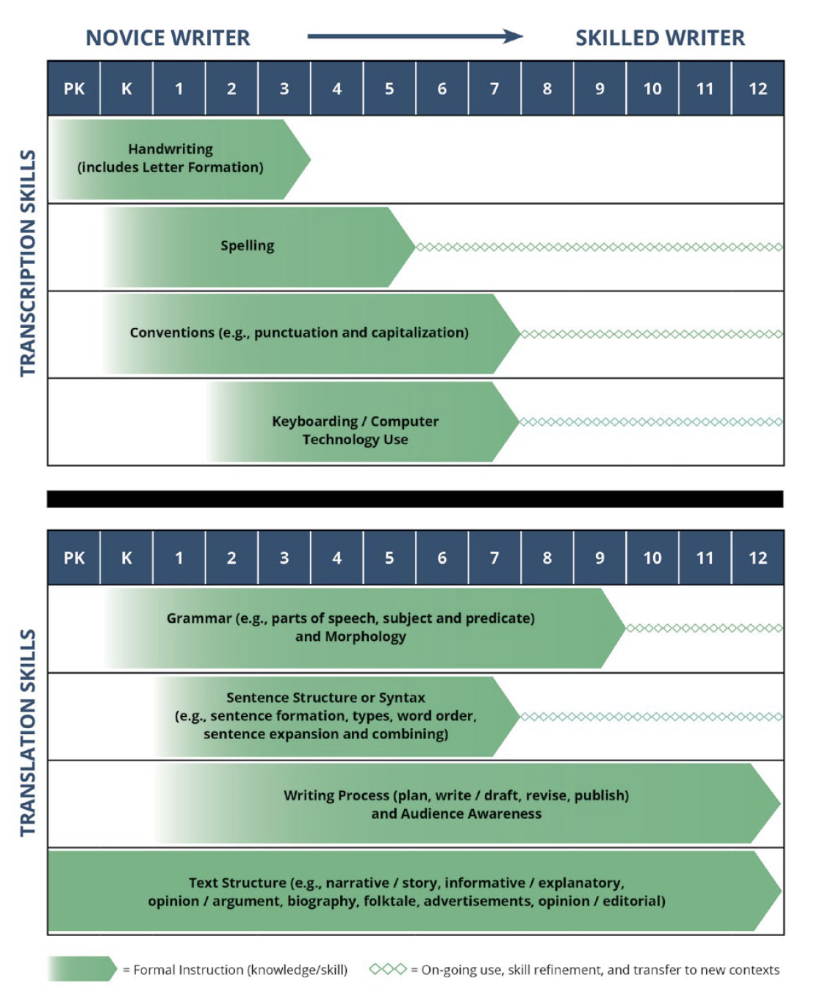 NOVICE WRITER SKILLED WRITER
PK K 1 2 3 4 5 6 7 8 9 10 11 12
TRANSCRIPTION SKILLS
Handwriting
(includes Letter Formation)
Spelling
Conventions (e.g., punctuation and capitalization)
Keyboarding / Computer
Technology Use
PK K 1 2 3 4 5 6 7 8 9 10 11 12
TRANSLATION SKILLS
Grammar (e.g., parts of speech, subject and predicate)
and Morphology
Sentence Structure or Syntax
(e.g., sentence formation, types, word order,
sentence expansion and combining)
Writing Process (plan, write / draft, revise, publish)
and Audience Awareness
Text Structure (e.g., narrative / story, informative / explanatory,
opinion / argument, biography, folktale, advertisements, opinion / editorial)
= Formal Instruction (knowledge/skill) = On-going use, skill refinement, and transfer to new contexts